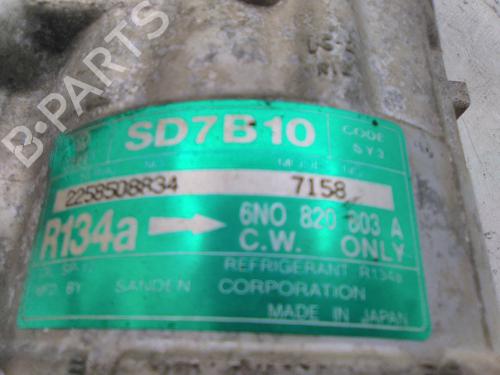 B-PARTS
SD7B10
CODE
SY3
2258508834
7158
R134a
6N0 820 803 A
C.W. ONLY
REFRIGERANT R134a
MFD. BY SANDEN CORPORATION
MADE IN JAPAN